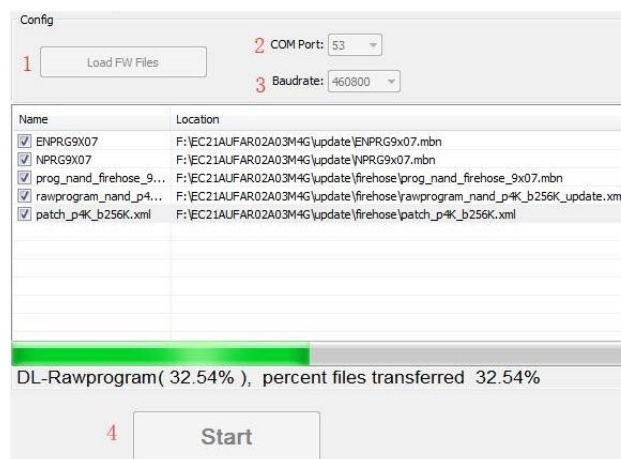 Config
1 Load FW Files
2 COM Port: 53
3 Baudrate: 460800
Name Location
ENPRG9X07 F:\EC21AUFAR02A03M4G\update\ENPRG9x07.mbn
NPRG9X07 F:\EC21AUFAR02A03M4G\update\NPRG9x07.mbn
prog_nand_firehose_9... F:\EC21AUFAR02A03M4G\update\firehose\prog_nand_firehose_9x07.mbn
rawprogram_nand_p4... F:\EC21AUFAR02A03M4G\update\firehose\rawprogram_nand_p4K_b256K_update.xm
patch_p4K_b256K.xml F:\EC21AUFAR02A03M4G\update\firehose\patch_p4K_b256K.xml
DL-Rawprogram( 32.54% ), percent files transferred 32.54%
4 Start